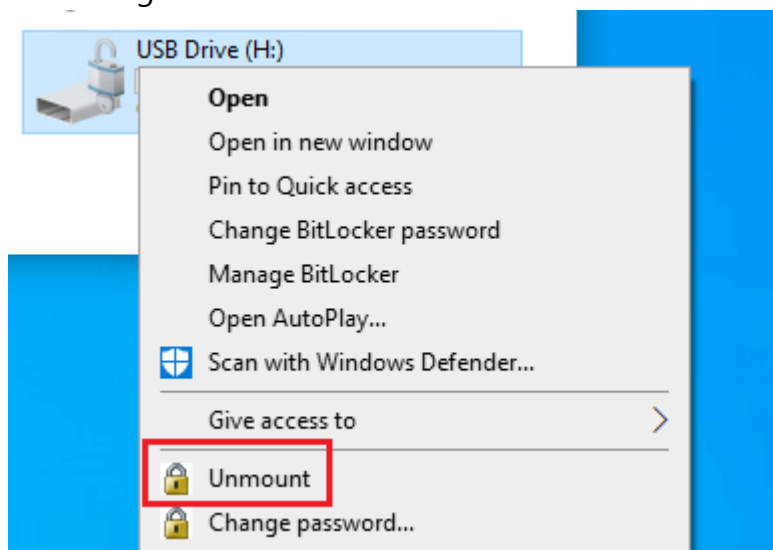 USB Drive (H:)
Open
Open in new window
Pin to Quick access
Change BitLocker password
Manage BitLocker
Open AutoPlay...
Scan with Windows Defender...
Give access to
Unmount
Change password...